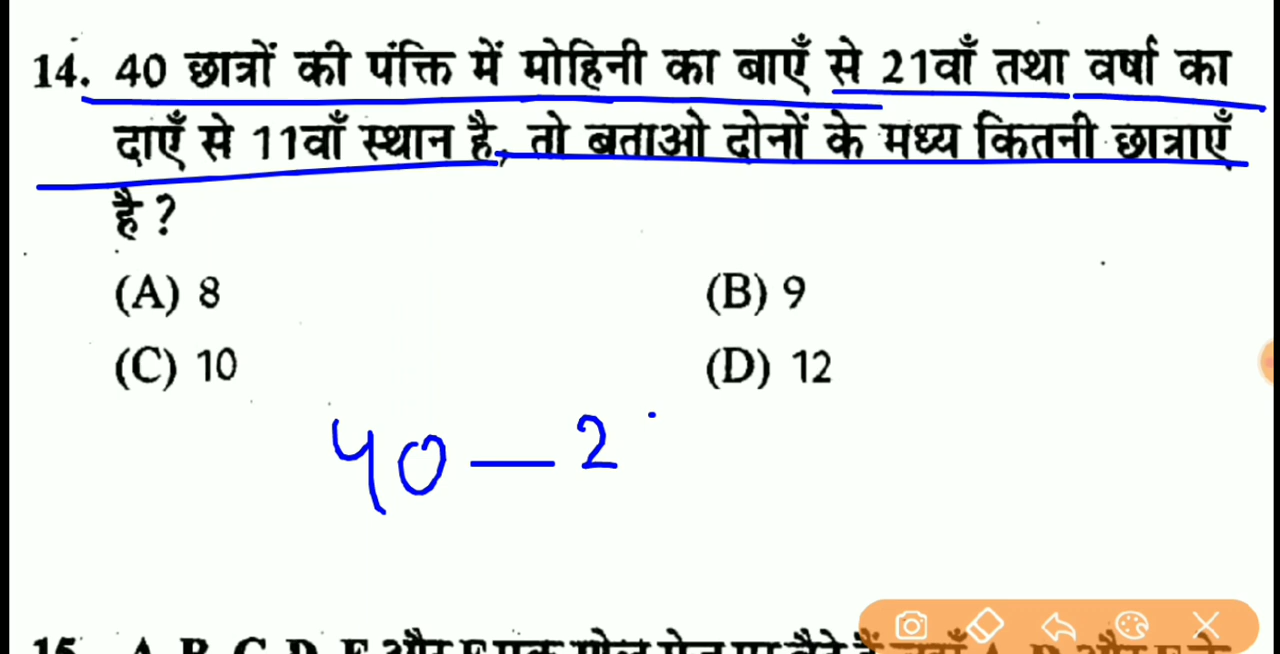 14. 40 छात्रों की पंक्ति में मोहिनी का बाएँ से 21वाँ तथा वर्षा का
दाएँ से 11वाँ स्थान है, तो बताओ दोनों के मध्य कितनी छात्राएँ
है ?
(A) 8 (B) 9
(C) 10 (D) 12
40 — 2